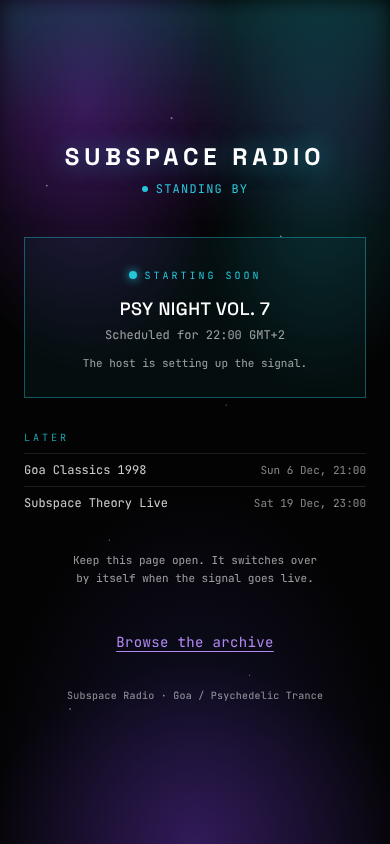 SUBSPACE RADIO
STANDING BY
STARTING SOON
PSY NIGHT VOL. 7
Scheduled for 22:00 GMT+2
The host is setting up the signal.
LATER
Goa Classics 1998 Sun 6 Dec, 21:00
Subspace Theory Live Sat 19 Dec, 23:00
Keep this page open. It switches over
by itself when the signal goes live.
Browse the archive
Subspace Radio · Goa / Psychedelic Trance